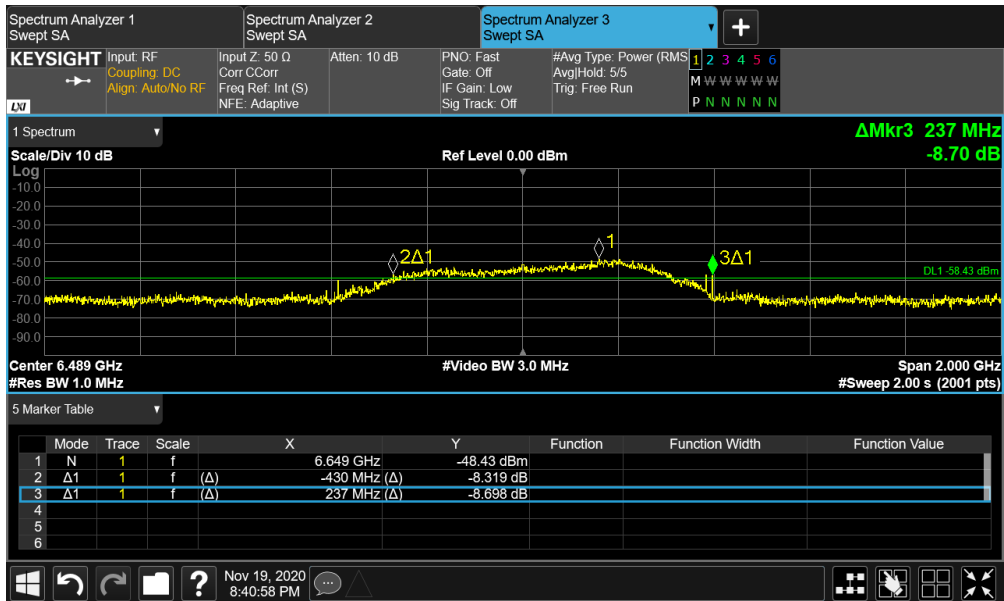 Spectrum Analyzer 1
Swept SA
Spectrum Analyzer 2
Swept SA
Spectrum Analyzer 3
Swept SA
▼
+
KEYSIGHT
LXI
Input: RF
Coupling: DC
Align: Auto/No RF
Input Z: 50 Ω
Corr CCorr
Freq Ref: Int (S)
NFE: Adaptive
Atten: 10 dB
PNO: Fast
Gate: Off
IF Gain: Low
Sig Track: Off
#Avg Type: Power (RMS
Avg|Hold: 5/5
Trig: Free Run
1 2 3 4 5 6
M W W W W W
P N N N N N
1 Spectrum ▼
ΔMkr3 237 MHz
-8.70 dB
Scale/Div 10 dB
Ref Level 0.00 dBm
Log
-10.0
-20.0
-30.0
-40.0
-50.0
-60.0
-70.0
-80.0
-90.0
2Δ1
1
3Δ1
DL1 -58.43 dBm
Center 6.489 GHz #Video BW 3.0 MHz Span 2.000 GHz
#Res BW 1.0 MHz #Sweep 2.00 s (2001 pts)
5 Marker Table ▼
Mode Trace Scale X Y Function Function Width Function Value
1 N 1 f 6.649 GHz -48.43 dBm
2 Δ1 1 f (Δ) -430 MHz (Δ) -8.319 dB
3 Δ1 1 f (Δ) 237 MHz (Δ) -8.698 dB
4
5
6
?
Nov 19, 2020
8:40:58 PM